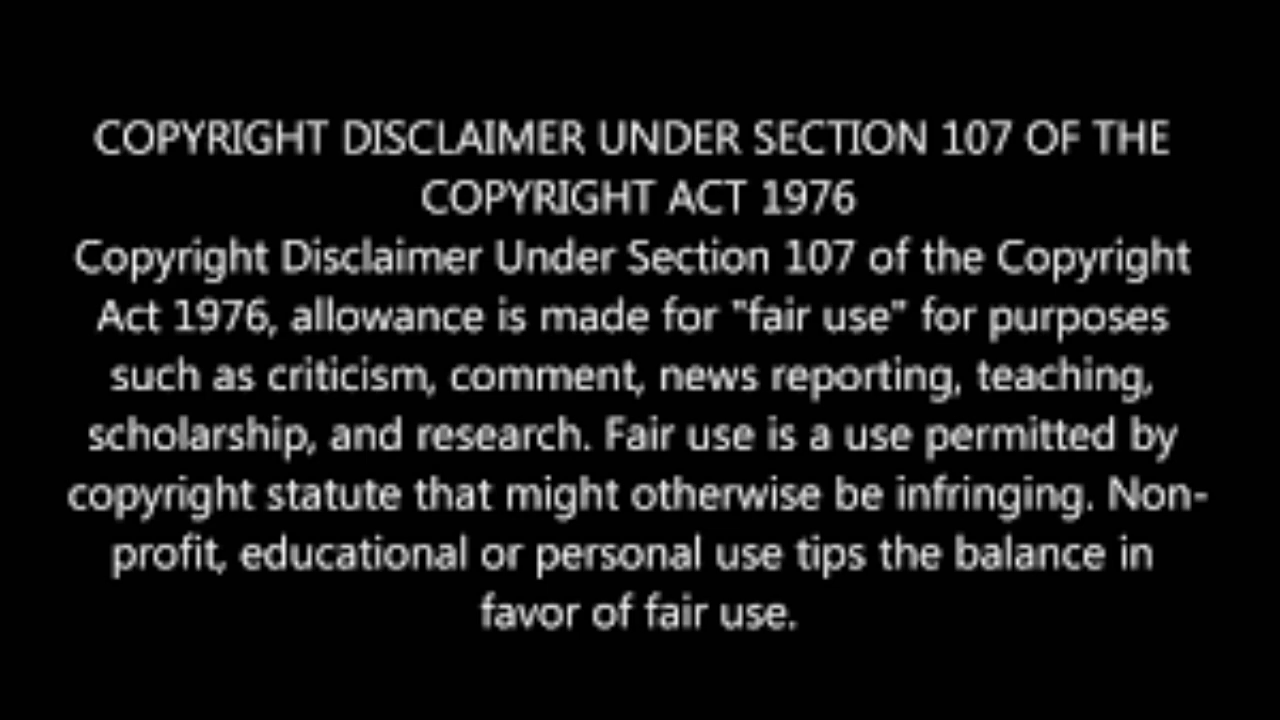 COPYRIGHT DISCLAIMER UNDER SECTION 107 OF THE
COPYRIGHT ACT 1976
Copyright Disclaimer Under Section 107 of the Copyright
Act 1976, allowance is made for "fair use" for purposes
such as criticism, comment, news reporting, teaching,
scholarship, and research. Fair use is a use permitted by
copyright statute that might otherwise be infringing. Non-
profit, educational or personal use tips the balance in
favor of fair use.